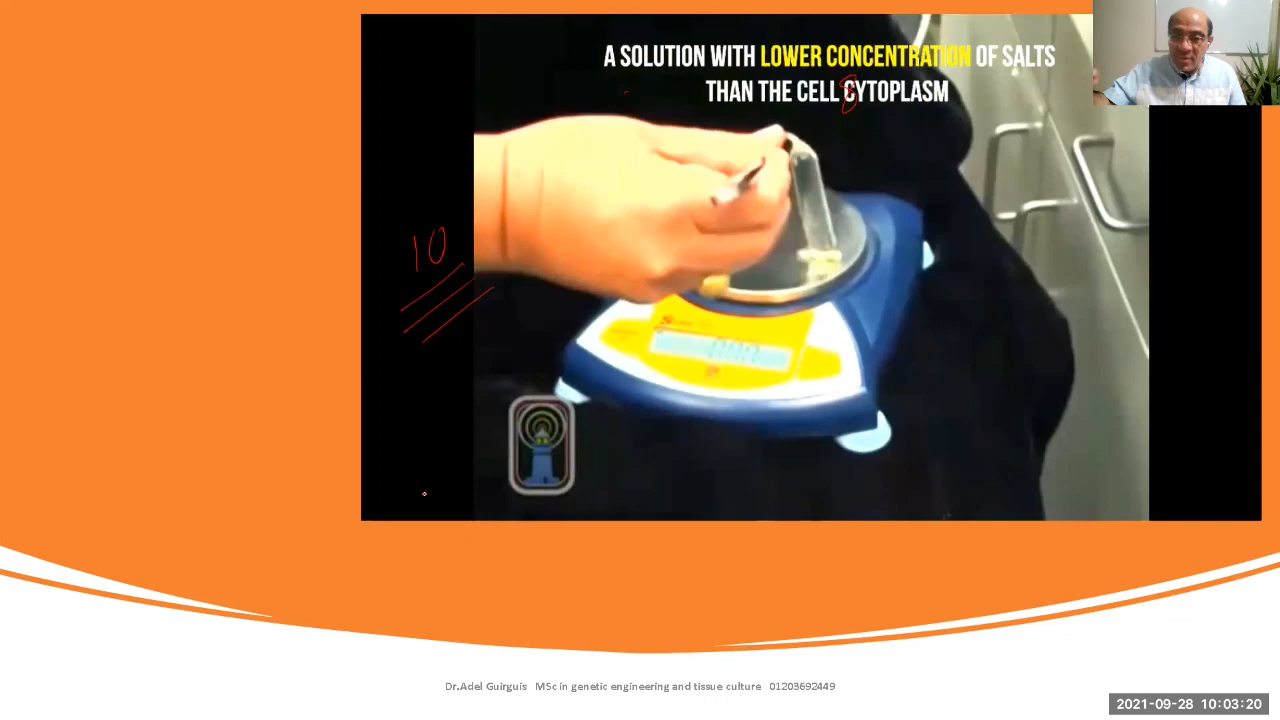 A SOLUTION WITH LOWER CONCENTRATION OF SALTS
THAN THE CELL CYTOPLASM
8
10
Dr.Adel Guirguis MSc in genetic engineering and tissue culture 01203692449
2021-09-28 10:03:20